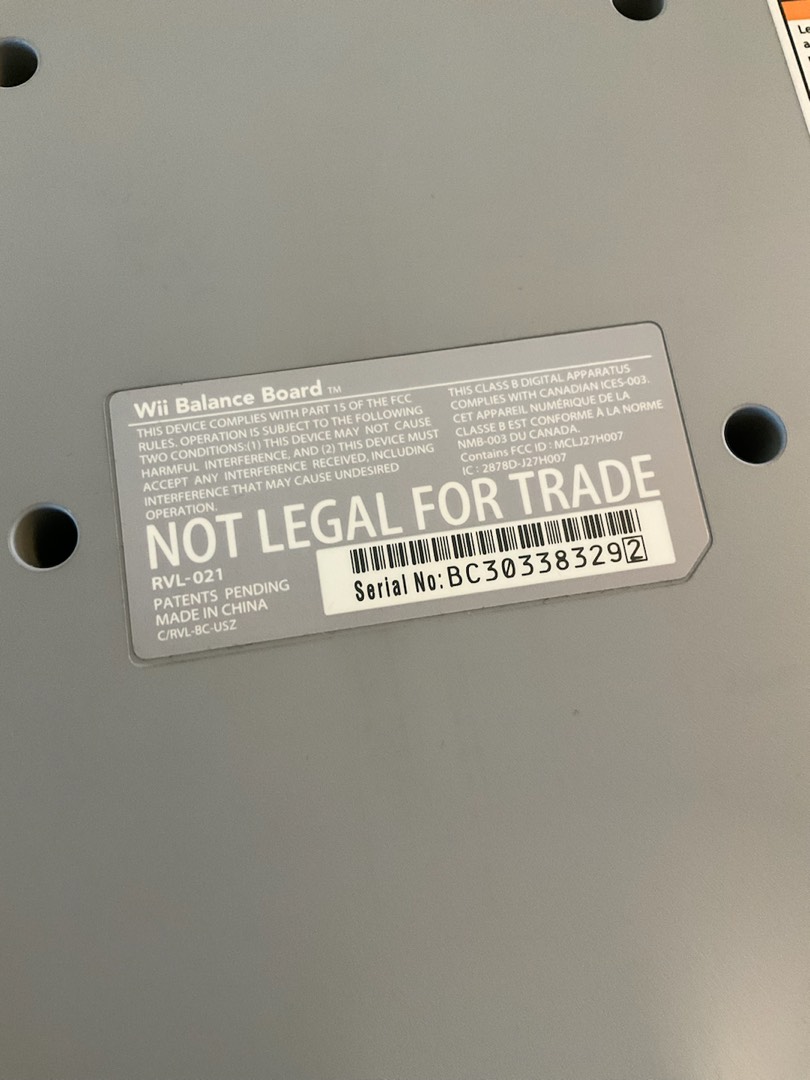 Wii Balance Board ™
THIS DEVICE COMPLIES WITH PART 15 OF THE FCC
RULES. OPERATION IS SUBJECT TO THE FOLLOWING
TWO CONDITIONS:(1) THIS DEVICE MAY NOT CAUSE
HARMFUL INTERFERENCE, AND (2) THIS DEVICE MUST
ACCEPT ANY INTERFERENCE RECEIVED, INCLUDING
INTERFERENCE THAT MAY CAUSE UNDESIRED
OPERATION.
THIS CLASS B DIGITAL APPARATUS
COMPLIES WITH CANADIAN ICES-003.
CET APPAREIL NUMÉRIQUE DE LA
CLASSE B EST CONFORME À LA NORME
NMB-003 DU CANADA.
Contains FCC ID : MCLJ27H007
IC : 2878D-J27H007
NOT LEGAL FOR TRADE
RVL-021
PATENTS PENDING
MADE IN CHINA
C/RVL-BC-USZ
Serial No:BC303383292